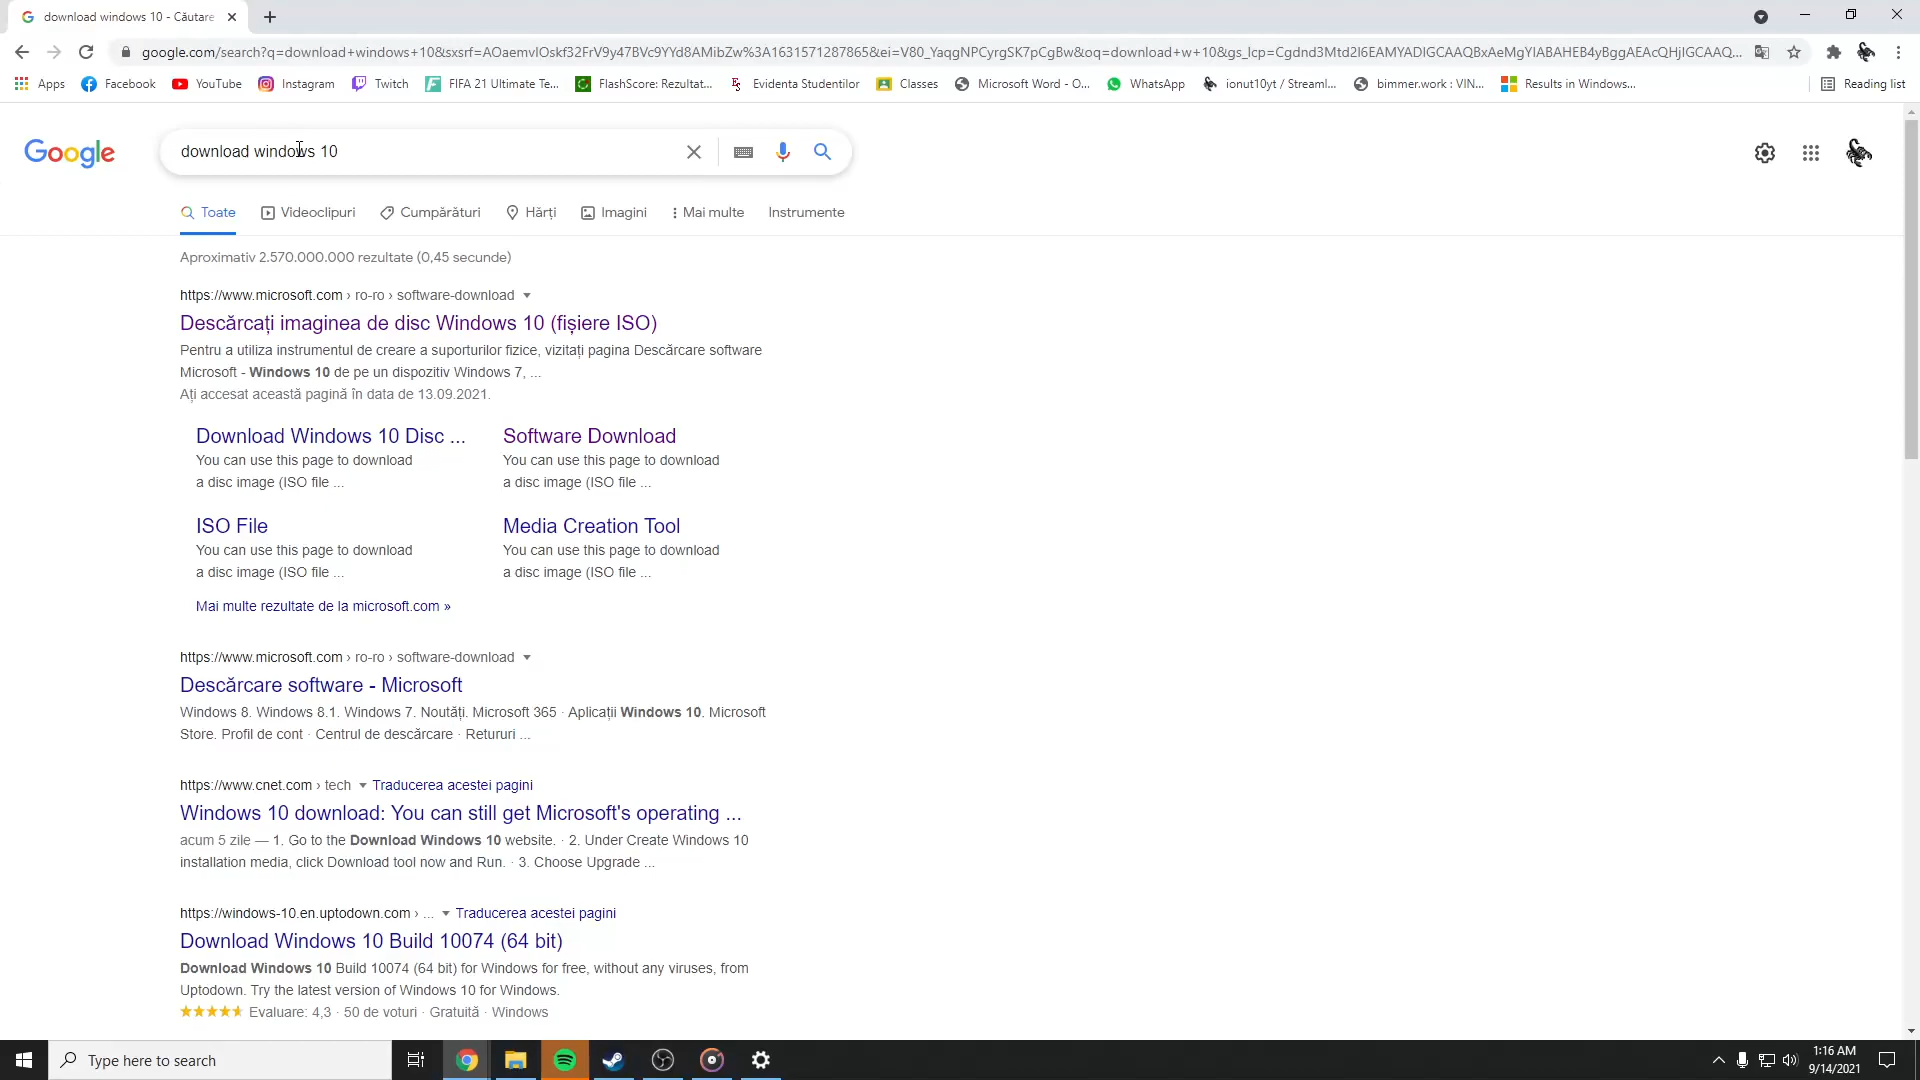 download windows 10 - Căutare
google.com/search?q=download+windows+10&sxsrf=AOaemvIOskf32FrV9y47BVc9YYd8AMibZw%3A1631571287865&ei=V80_YaqgNPCyrgSK7pCgBw&oq=download+w+10&gs_lcp=Cgdnd3Mtd2l6EAMYADIGCAAQBxAeMgYIABAHEB4yBggAEAcQHjIGCAAQ...
Apps Facebook YouTube Instagram Twitch FIFA 21 Ultimate Te... FlashScore: Rezultat... Evidenta Studentilor Classes Microsoft Word - O... WhatsApp ionut10yt / Streaml... bimmer.work : VIN... Results in Windows... Reading list
Google
download windows 10
Toate Videoclipuri Cumpărături Hărți Imagini Mai multe Instrumente
Aproximativ 2.570.000.000 rezultate (0,45 secunde)
https://www.microsoft.com › ro-ro › software-download
Descărcați imaginea de disc Windows 10 (fișiere ISO)
Pentru a utiliza instrumentul de creare a suporturilor fizice, vizitați pagina Descărcare software
Microsoft - Windows 10 de pe un dispozitiv Windows 7, ...
Ați accesat această pagină în data de 13.09.2021.
Download Windows 10 Disc ...
You can use this page to download
a disc image (ISO file ...
Software Download
You can use this page to download
a disc image (ISO file ...
ISO File
You can use this page to download
a disc image (ISO file ...
Media Creation Tool
You can use this page to download
a disc image (ISO file ...
Mai multe rezultate de la microsoft.com »
https://www.microsoft.com › ro-ro › software-download
Descărcare software - Microsoft
Windows 8. Windows 8.1. Windows 7. Noutăți. Microsoft 365 · Aplicații Windows 10. Microsoft
Store. Profil de cont · Centrul de descărcare · Retururi ...
https://www.cnet.com › tech Traducerea acestei pagini
Windows 10 download: You can still get Microsoft's operating ...
acum 5 zile — 1. Go to the Download Windows 10 website. · 2. Under Create Windows 10
installation media, click Download tool now and Run. · 3. Choose Upgrade ...
https://windows-10.en.uptodown.com › ... Traducerea acestei pagini
Download Windows 10 Build 10074 (64 bit)
Download Windows 10 Build 10074 (64 bit) for Windows for free, without any viruses, from
Uptodown. Try the latest version of Windows 10 for Windows.
Evaluare: 4,3 · 50 de voturi · Gratuită · Windows
Type here to search
1:16 AM
9/14/2021